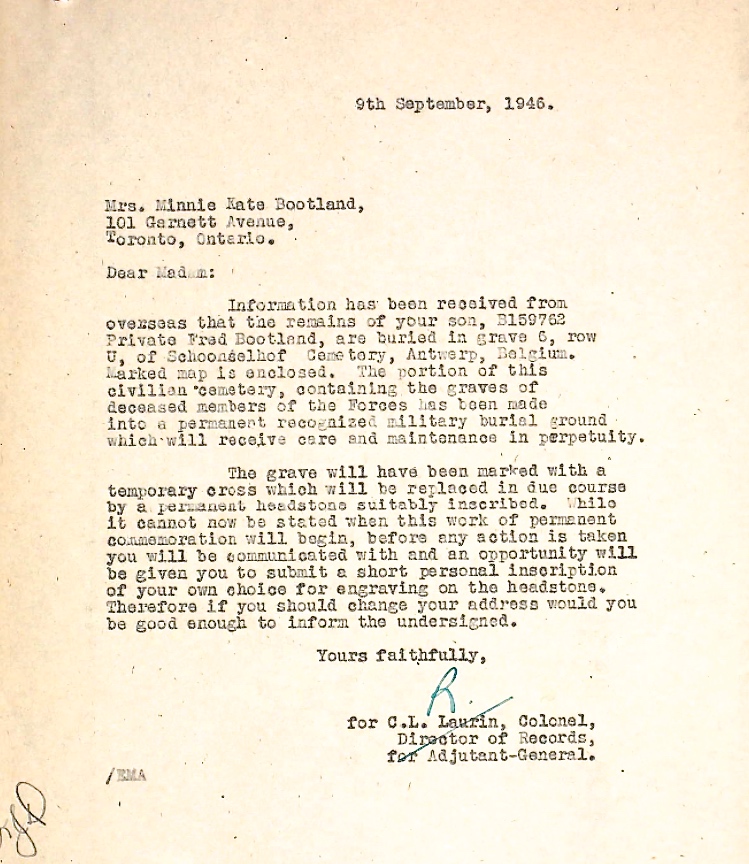 9th September, 1946.
Mrs. Minnie Kate Bootland,
101 Garnett Avenue,
Toronto, Ontario.
Dear Madam:
Information has been received from
overseas that the remains of your son, B159762
Private Fred Bootland, are buried in grave 6, row
U, of Schoonselhof Cemetery, Antwerp, Belgium.
Marked map is enclosed. The portion of this
civilian cemetery, containing the graves of
deceased members of the Forces has been made
into a permanent recognized military burial ground
which will receive care and maintenance in perpetuity.
The grave will have been marked with a
temporary cross which will be replaced in due course
by a permanent headstone suitably inscribed. While
it cannot now be stated when this work of permanent
commemoration will begin, before any action is taken
you will be communicated with and an opportunity will
be given you to submit a short personal inscription
of your own choice for engraving on the headstone.
Therefore if you should change your address would you
be good enough to inform the undersigned.
Yours faithfully,
R
for C.L. Laurin, Colonel,
Director of Records,
for Adjutant-General.
/EMA